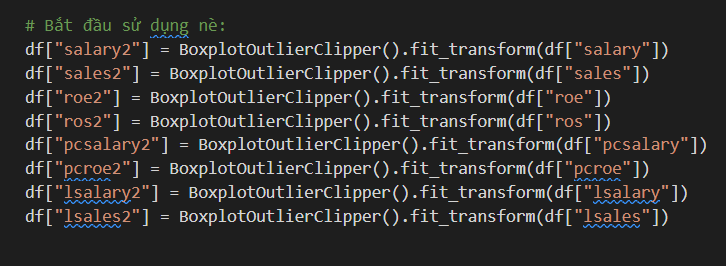 # Bắt đầu sử dụng nè:
df["salary2"] = BoxplotOutlierClipper().fit_transform(df["salary"])
df["sales2"] = BoxplotOutlierClipper().fit_transform(df["sales"])
df["roe2"] = BoxplotOutlierClipper().fit_transform(df["roe"])
df["ros2"] = BoxplotOutlierClipper().fit_transform(df["ros"])
df["pcsalary2"] = BoxplotOutlierClipper().fit_transform(df["pcsalary"])
df["pcroe2"] = BoxplotOutlierClipper().fit_transform(df["pcroe"])
df["lsalary2"] = BoxplotOutlierClipper().fit_transform(df["lsalary"])
df["lsales2"] = BoxplotOutlierClipper().fit_transform(df["lsales"])